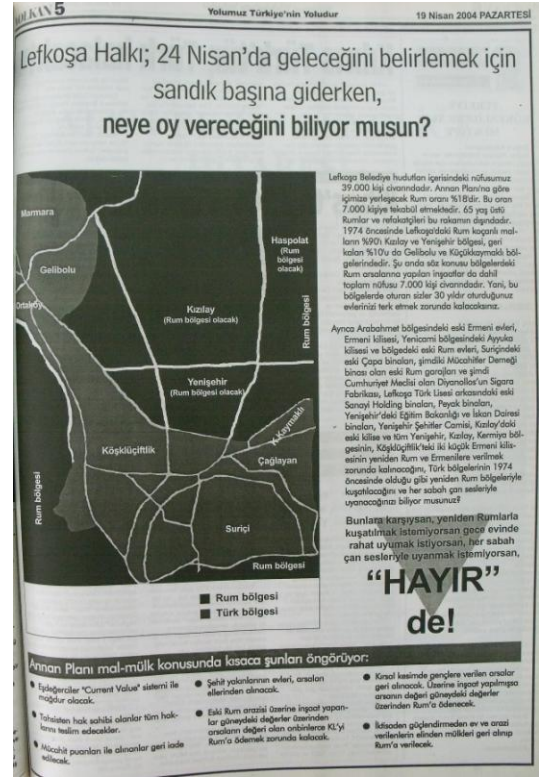 VOLKAN 5
Yolumuz Türkiye'nin Yoludur
19 Nisan 2004 PAZARTESİ
Lefkoşa Halkı; 24 Nisan'da geleceğini belirlemek için
sandık başına giderken,
neye oy vereceğini biliyor musun?
Marmara
Gelibolu
Ortaköy
Haspolat
(Rum
bölgesi
olacak)
Kızılay
(Rum bölgesi olacak)
Rum bölgesi
Yenişehir
(Rum bölgesi olacak)
K.Kaymaklı
Köşklüçiftlik
Çağlayan
Rum bölgesi
Suriçi
Rum bölgesi
Rum bölgesi
Türk bölgesi
Lefkoşa Belediye hudutları içerisindeki nüfusumuz
39.000 kişi civarındadır. Annan Planı'na göre
içimize yerleşecek Rum oranı %18'dir. Bu oran
7.000 kişiye tekabül etmektedir. 65 yaş üstü
Rumlar ve refakatçileri bu rakamın dışındadır.
1974 öncesinde Lefkoşa'daki Rum koçanlı mal-
ların %90'ı Kızılay ve Yenişehir bölgesi, geri
kalan %10'u da Gelibolu ve Küçükkaymaklı böl-
gelerindedir. Şu anda söz konusu bölgelerdeki
Rum arsalarına yapılan inşaatlar da dahil
toplam nüfusu 7.000 kişi civarındadır. Yani, bu
bölgelerde oturan sizler 30 yıldır oturduğunuz
evlerinizi terk etmek zorunda kalacaksınız.
Ayrıca Arabahmet bölgesindeki eski Ermeni evleri,
Ermeni kilisesi, Yenicami bölgesindeki Ayyuka
kilisesi ve bölgedeki eski Rum evleri, Suriçindeki
eski Çapa binaları, şimdiki Mücahitler Derneği
binası olan eski Rum garajları ve şimdi
Cumhuriyet Meclisi olan Diyanellos'un Sigara
Fabrikası, Lefkoşa Türk Lisesi arkasındaki eski
Sanayi Holding binaları, Peyak binaları,
Yenişehir'deki Eğitim Bakanlığı ve İskan Dairesi
binaları, Yenişehir Şehitler Camisi, Kızılay'daki
eski kilise ve tüm Yenişehir, Kızılay, Kermiya böl-
gesinin, Köşklüçiftlik'teki iki küçük Ermeni kilis-
esinin yeniden Rum ve Ermenilere verilmek
zorunda kalınacağını, Türk bölgelerinin 1974
öncesinde olduğu gibi yeniden Rum bölgeleriyle
kuşatılacağını ve her sabah çan sesleriyle
uyanacağınızı biliyor musunuz?
Bunlara karşıysan, yeniden Rumlarla
kuşatılmak istemiyorsan gece evinde
rahat uyumak istiyorsan, her sabah
çan sesleriyle uyanmak istemiyorsan,
"HAYIR"
de!
Annan Planı mal-mülk konusunda kısaca şunları öngörüyor:
● Eşdeğerciler "Current Value" sistemi ile
mağdur olacak.
● Tahsisten hak sahibi olanlar tüm hak-
larını teslim edecekler.
● Mücahit puanları ile alınanlar geri iade
edilecek.
● Şehit yakınlarının evleri, arsaları
ellerinden alınacak.
● Eski Rum arazisi üzerine inşaat yapan-
lar güneydeki değerler üzerinden
arsaların değeri olan onbinlerce KL'yi
Rum'a ödemek zorunda kalacak.
● Kırsal kesimde gençlere verilen arsalar
geri alınacak. Üzerine inşaat yapılmışsa
arsanın değeri güneydeki değerler
üzerinden Rum'a ödenecek.
● İktisaden güçlendirmeden ev ve arazi
verilenlerin elinden mülkleri geri alınıp
Rum'a verilecek.